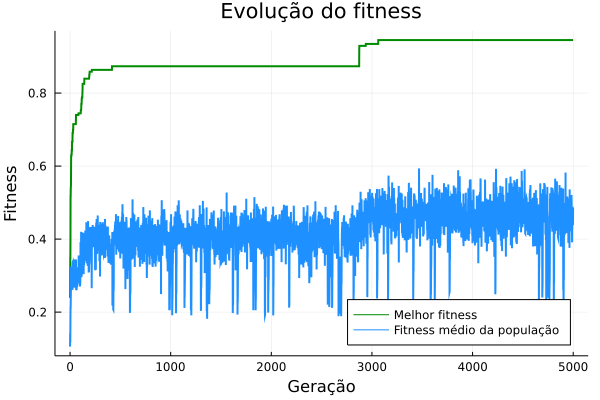 Evolução do fitness
Fitness
0.8
0.6
0.4
0.2
Melhor fitness
Fitness médio da população
0
1000
2000
3000
4000
5000
Geração